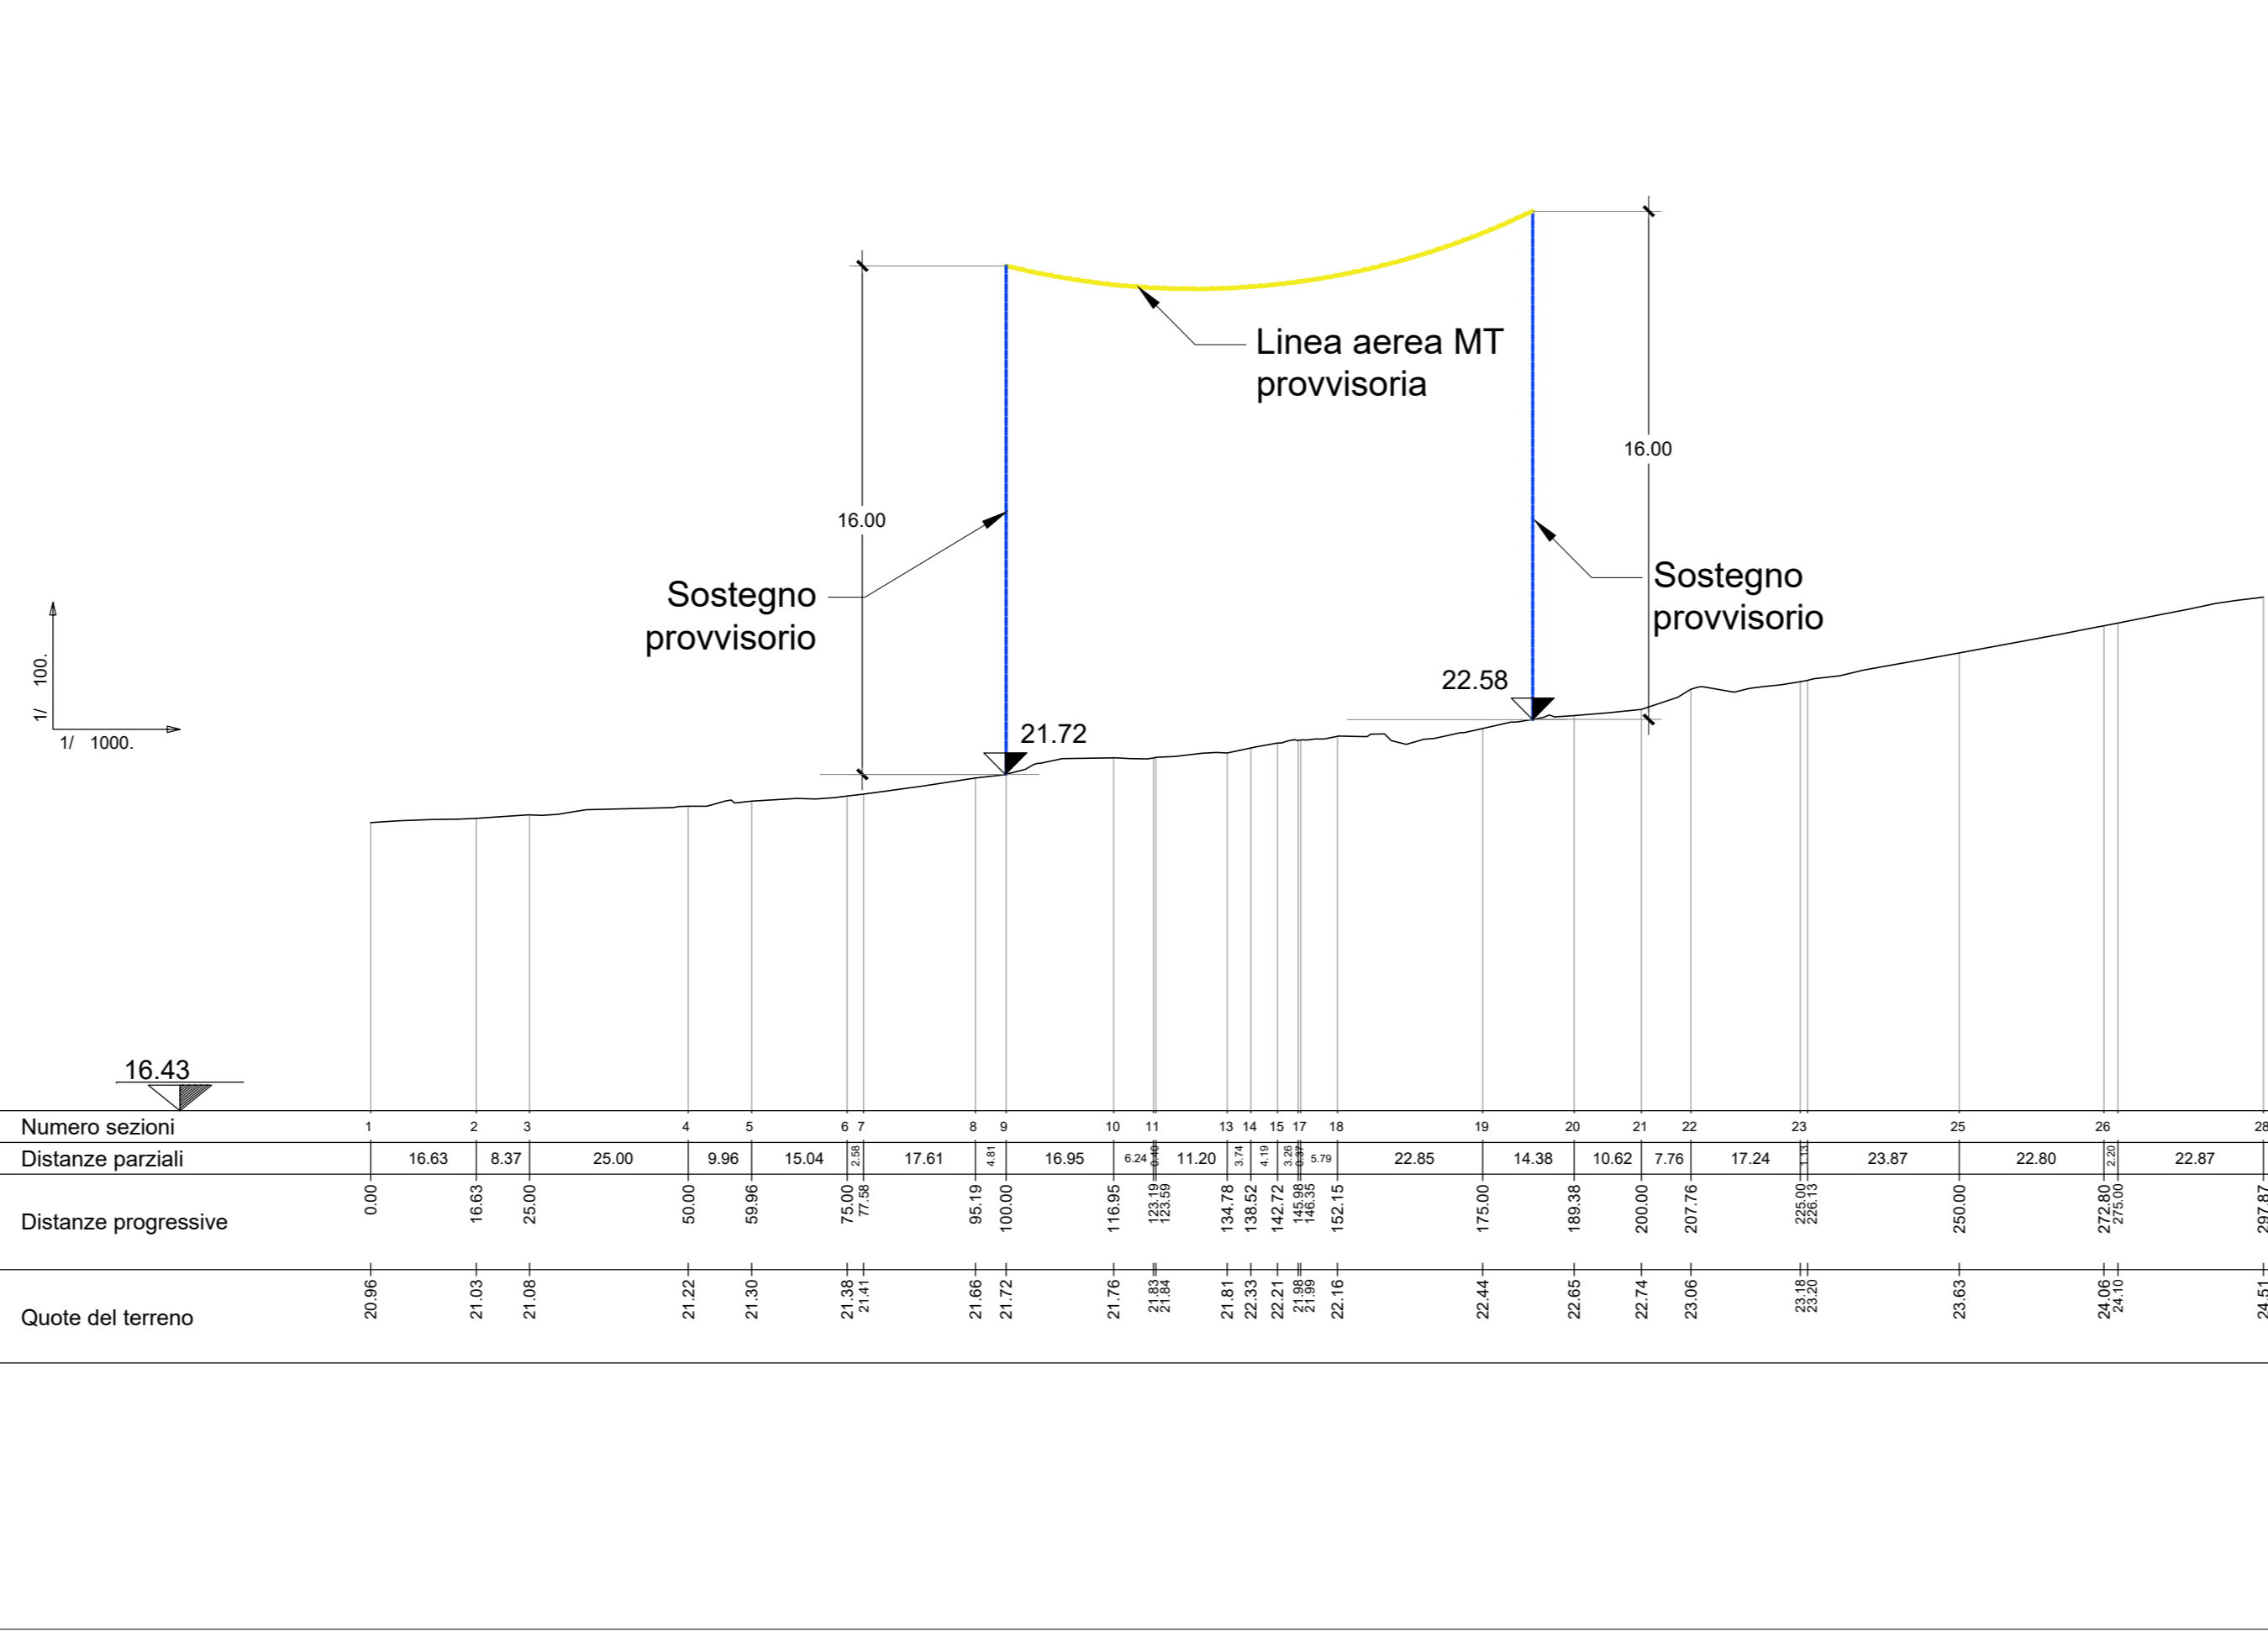 Linea aerea MT
provvisoria
16.00
16.00
Sostegno
provvisorio
Sostegno
provvisorio
22.58
21.72
1/ 100.
1/ 1000.
16.43
Numero sezioni 1 2 3 4 5 6 7 8 9 10 11 13 14 15 17 18 19 20 21 22 23 25 26 28
Distanze parziali 16.63 8.37 25.00 9.96 15.04 2.58 17.61 4.81 16.95 6.24 0.40 11.20 3.74 4.19 3.26 0.37 5.79 22.85 14.38 10.62 7.76 17.24 1.13 23.87 22.80 2.20 22.87
Distanze progressive 0.00 16.63 25.00 50.00 59.96 75.00 77.58 95.19 100.00 116.95 123.19 123.59 134.78 138.52 142.72 145.98 146.35 152.15 175.00 189.38 200.00 207.76 225.00 226.13 250.00 272.80 275.00 297.87
Quote del terreno 20.96 21.03 21.08 21.22 21.30 21.38 21.41 21.66 21.72 21.76 21.83 21.84 21.81 22.33 22.21 21.98 21.99 22.16 22.44 22.65 22.74 23.06 23.18 23.20 23.63 24.06 24.10 24.51